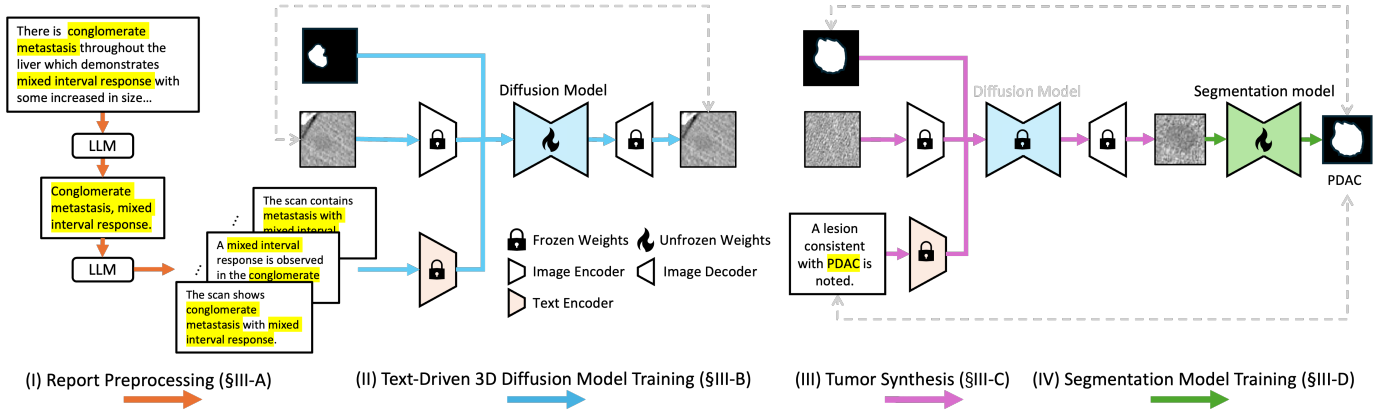 There is conglomerate
metastasis throughout the
liver which demonstrates
mixed interval response with
some increased in size...
LLM
Conglomerate
metastasis, mixed
interval response.
LLM
The scan contains
metastasis with
mixed interval
A mixed interval
response is observed
in the conglomerate
The scan shows
conglomerate
metastasis with mixed
interval response.
Diffusion Model
Frozen Weights
Unfrozen Weights
Image Encoder
Image Decoder
Text Encoder
Diffusion Model
A lesion
consistent
with PDAC is
noted.
Segmentation model
PDAC
(I) Report Preprocessing (§III-A)
(II) Text-Driven 3D Diffusion Model Training (§III-B)
(III) Tumor Synthesis (§III-C)
(IV) Segmentation Model Training (§III-D)